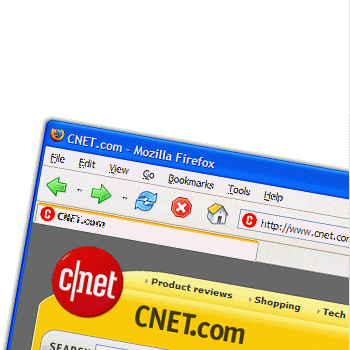 CNET.com - Mozilla Firefox
File Edit View Go Bookmarks Tools Help
C http://www.cnet.com
C CNET.com
c|net
Product reviews Shopping Tech
CNET.com
SEARCH